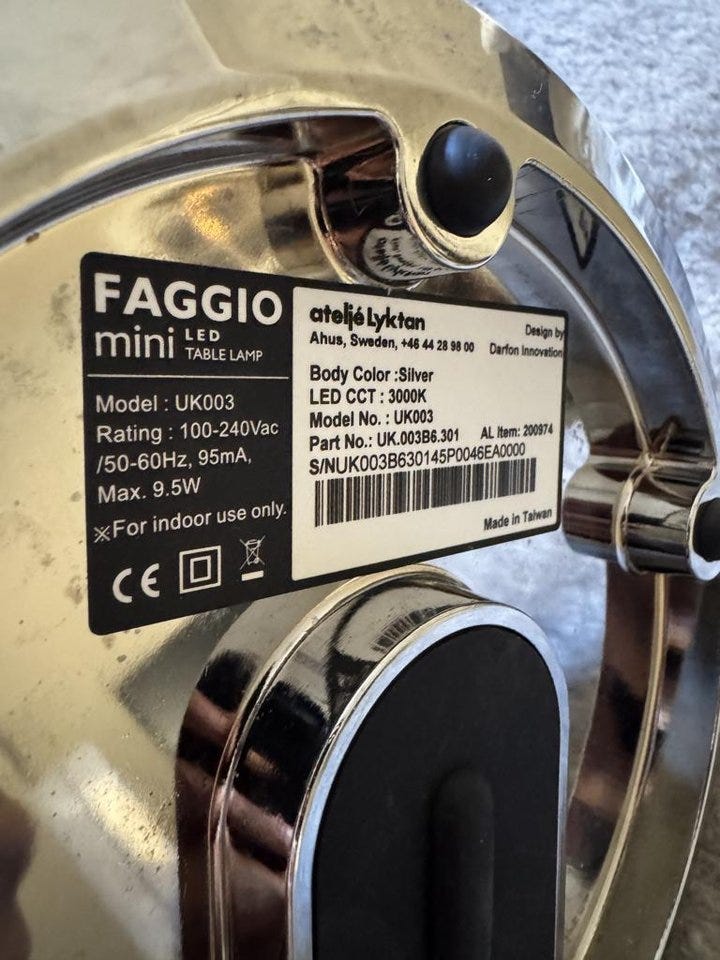 FAGGIO
mini LED
TABLE LAMP
Model : UK003
Rating : 100-240Vac
/50-60Hz, 95mA,
Max. 9.5W
※For indoor use only.
CE
ateljé Lyktan
Åhus, Sweden, +46 44 28 98 00
Design by
Darfon Innovation
Body Color :Silver
LED CCT : 3000K
Model No. : UK003
Part No.: UK.003B6.301 AL Item: 200974
S/NUK003B630145P0046EA0000
Made in Taiwan